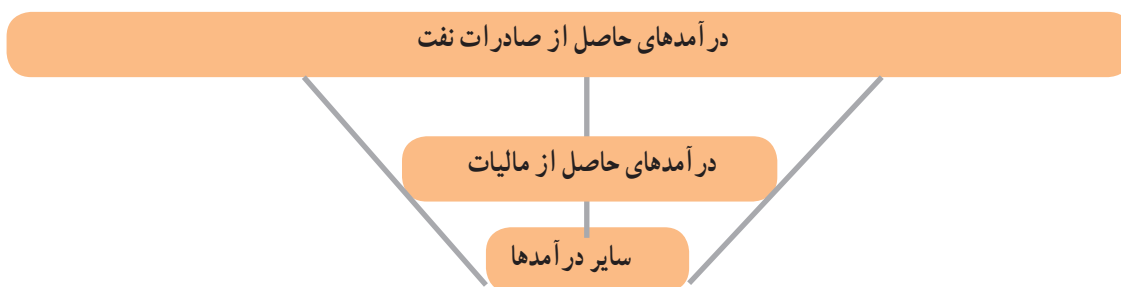 درآمدهای حاصل از صادرات نفت
درآمدهای حاصل از مالیات
سایر درآمدها